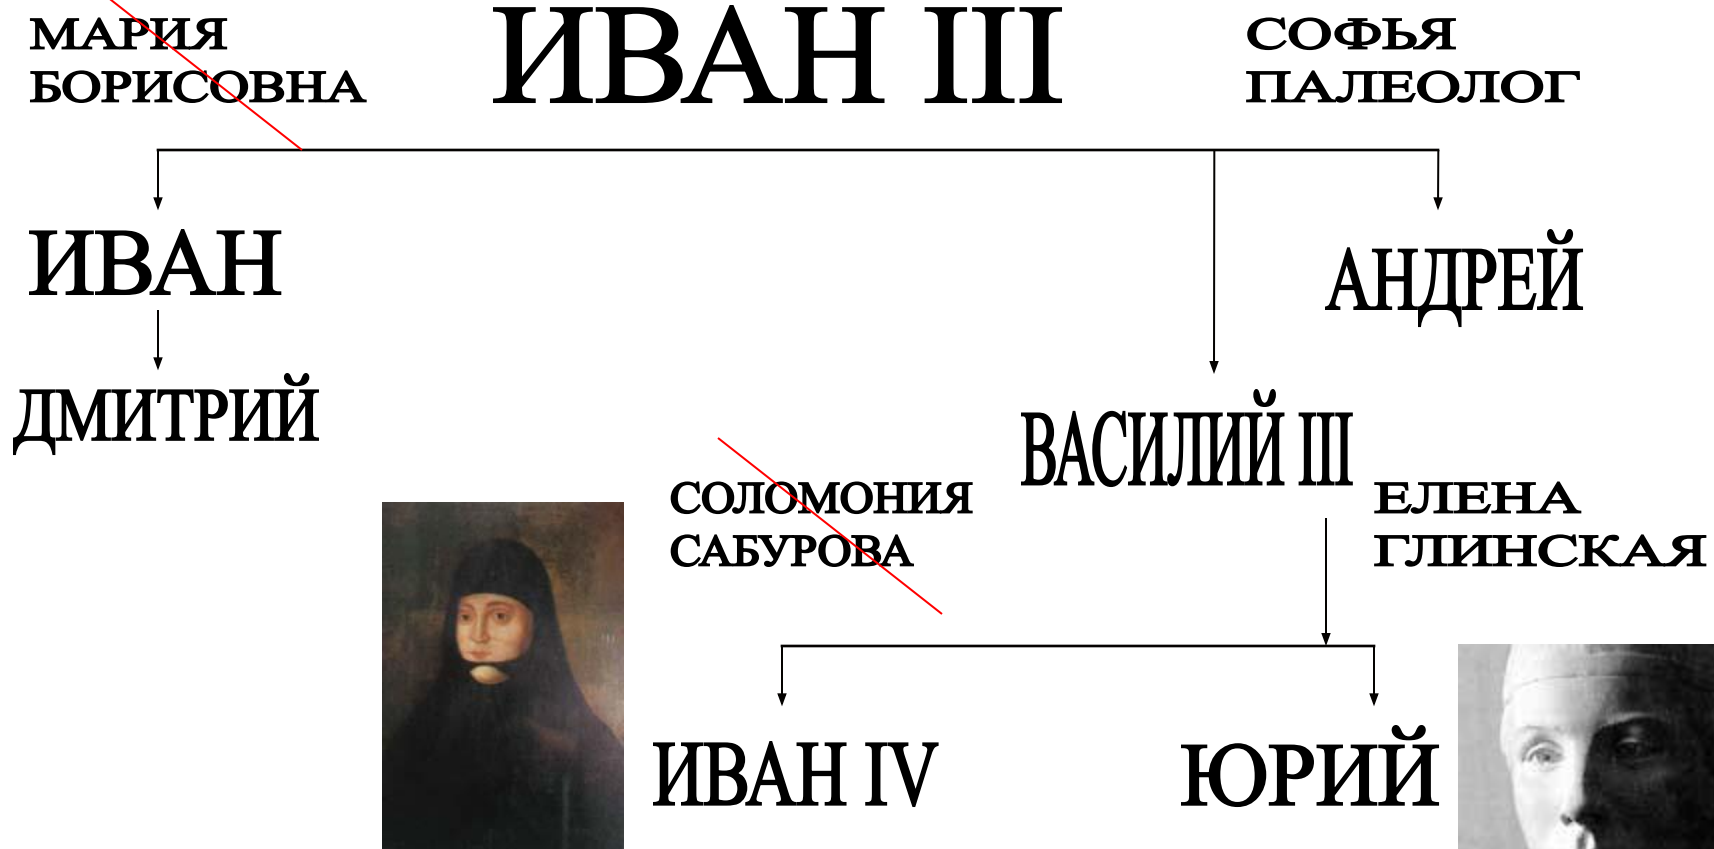 МАРИЯ
БОРИСОВНА
ИВАН III
СОФЬЯ
ПАЛЕОЛОГ
ИВАН
АНДРЕЙ
ДМИТРИЙ
ВАСИЛИЙ III
СОЛОМОНИЯ
САБУРОВА
ЕЛЕНА
ГЛИНСКАЯ
ИВАН IV
ЮРИЙ